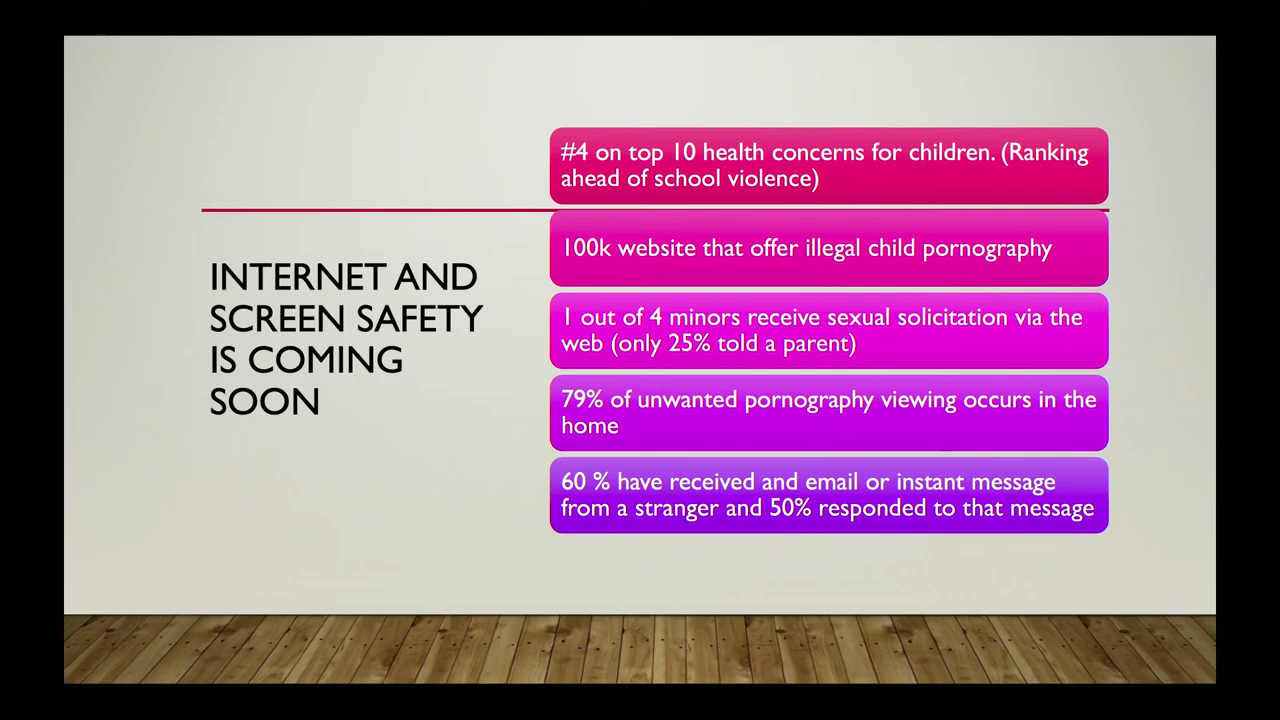 INTERNET AND
SCREEN SAFETY
IS COMING
SOON
#4 on top 10 health concerns for children. (Ranking
ahead of school violence)
100k website that offer illegal child pornography
1 out of 4 minors receive sexual solicitation via the
web (only 25% told a parent)
79% of unwanted pornography viewing occurs in the
home
60 % have received and email or instant message
from a stranger and 50% responded to that message